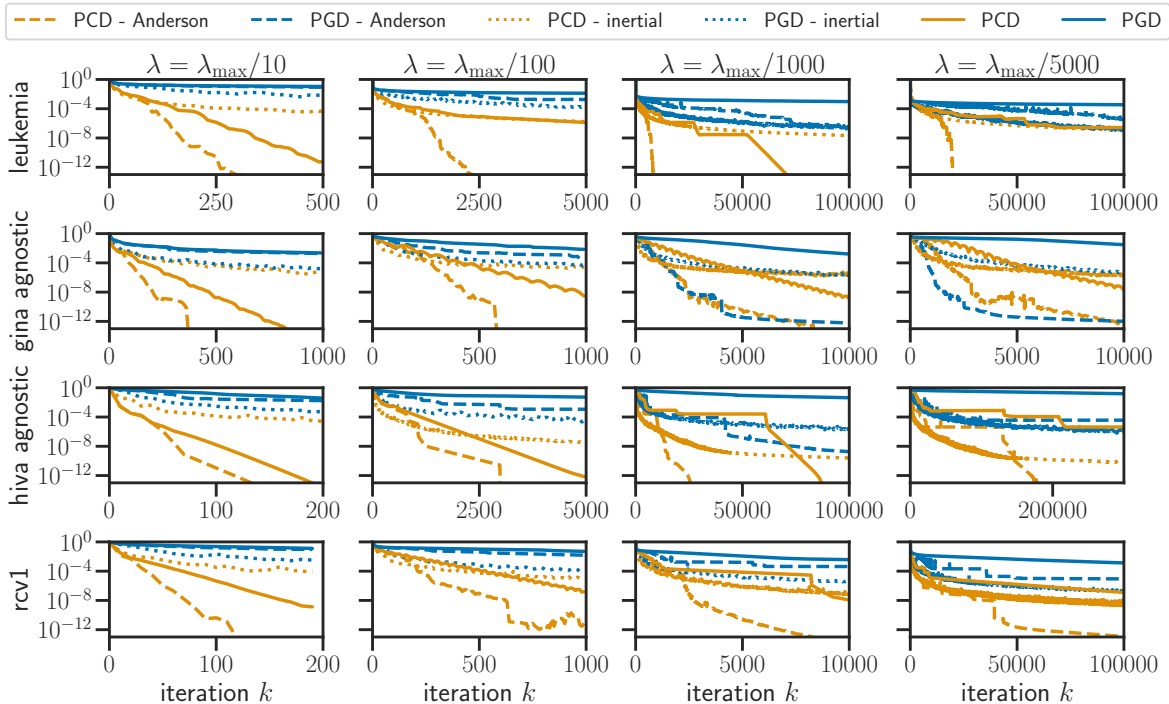 PCD - Anderson PGD - Anderson PCD - inertial PGD - inertial PCD PGD
λ = λmax/10 λ = λmax/100 λ = λmax/1000 λ = λmax/5000
leukemia
10^0
10^-4
10^-8
10^-12
0 250 500 0 2500 5000 0 50000 100000 0 50000 100000
gina agnostic
10^0
10^-4
10^-8
10^-12
0 500 1000 0 500 1000 0 5000 10000 0 5000 10000
hiva agnostic
10^0
10^-4
10^-8
10^-12
0 100 200 0 2500 5000 0 50000 100000 0 200000
rcv1
10^0
10^-4
10^-8
10^-12
0 100 200 0 500 1000 0 5000 10000 0 50000 100000
iteration k iteration k iteration k iteration k